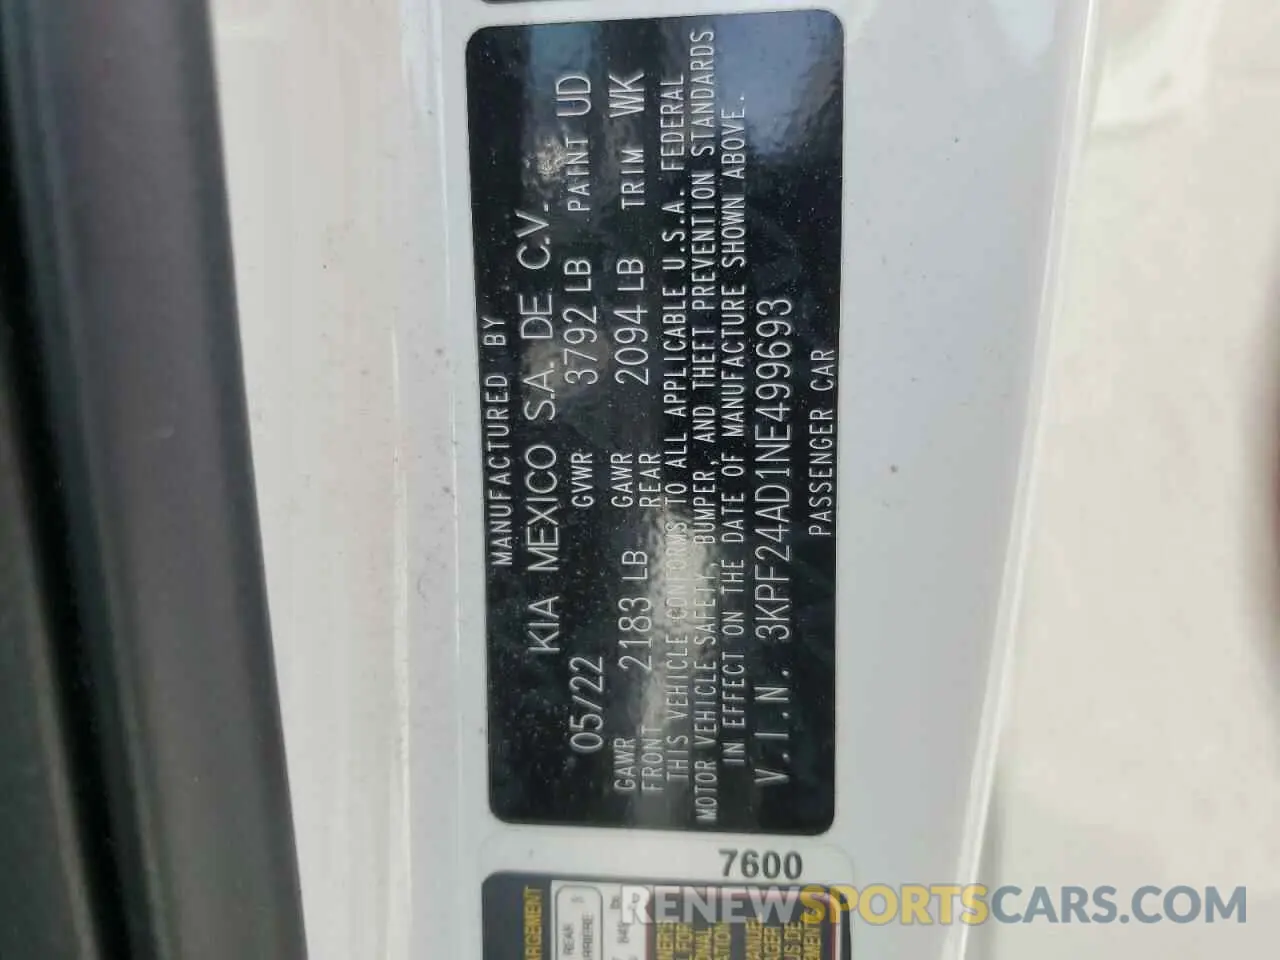 MANUFACTURED BY
KIA MEXICO S.A. DE C.V.
05/22 GVWR 3792 LB PAINT UD
GAWR FRONT 2183 LB GAWR REAR 2094 LB TRIM WK
THIS VEHICLE CONFORMS TO ALL APPLICABLE U.S.A. FEDERAL
MOTOR VEHICLE SAFETY, BUMPER, AND THEFT PREVENTION STANDARDS
IN EFFECT ON THE DATE OF MANUFACTURE SHOWN ABOVE.
V.I.N. 3KPF24AD1NE499693
PASSENGER CAR
7600
REAR
RENEWSPORTSCARS.COM